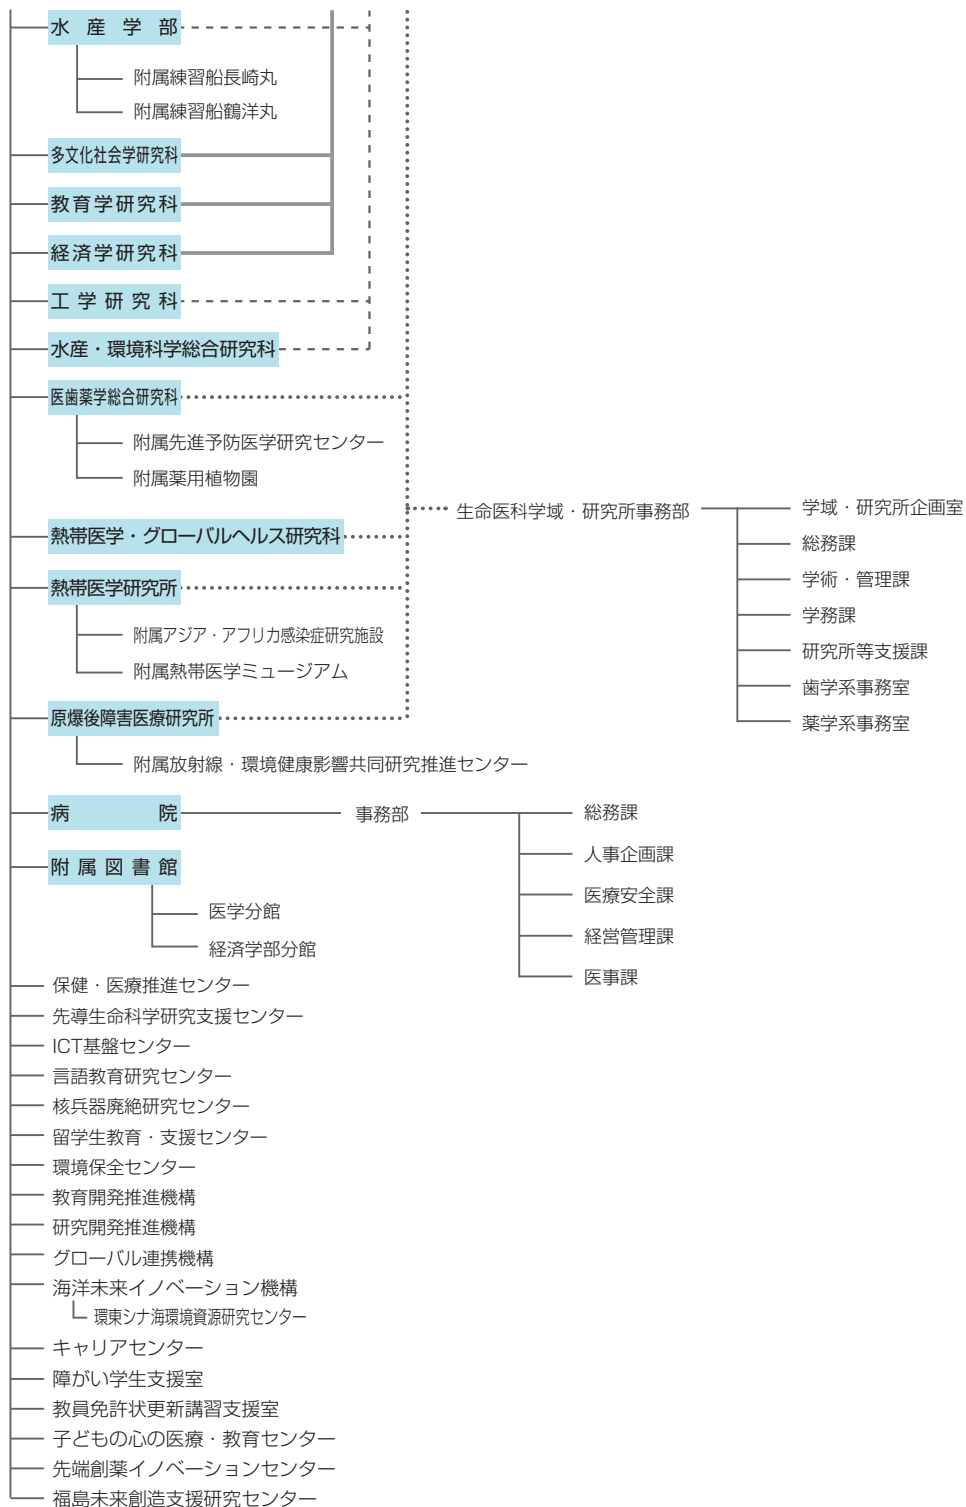 水産学部
附属練習船長崎丸
附属練習船鶴洋丸
多文化社会学研究科
教育学研究科
経済学研究科
工学研究科
水産・環境科学総合研究科
医歯薬学総合研究科
附属先進予防医学研究センター
附属薬用植物園
熱帯医学・グローバルヘルス研究科
熱帯医学研究所
附属アジア・アフリカ感染症研究施設
附属熱帯医学ミュージアム
原爆後障害医療研究所
附属放射線・環境健康影響共同研究推進センター
生命医科学域・研究所事務部
学域・研究所企画室
総務課
学術・管理課
学務課
研究所等支援課
歯学系事務室
薬学系事務室
病院
事務部
総務課
人事企画課
医療安全課
経営管理課
医事課
附属図書館
医学分館
経済学部分館
保健・医療推進センター
先導生命科学研究支援センター
ICT基盤センター
言語教育研究センター
核兵器廃絶研究センター
留学生教育・支援センター
環境保全センター
教育開発推進機構
研究開発推進機構
グローバル連携機構
海洋未来イノベーション機構
環東シナ海環境資源研究センター
キャリアセンター
障がい学生支援室
教員免許状更新講習支援室
子どもの心の医療・教育センター
先端創薬イノベーションセンター
福島未来創造支援研究センター